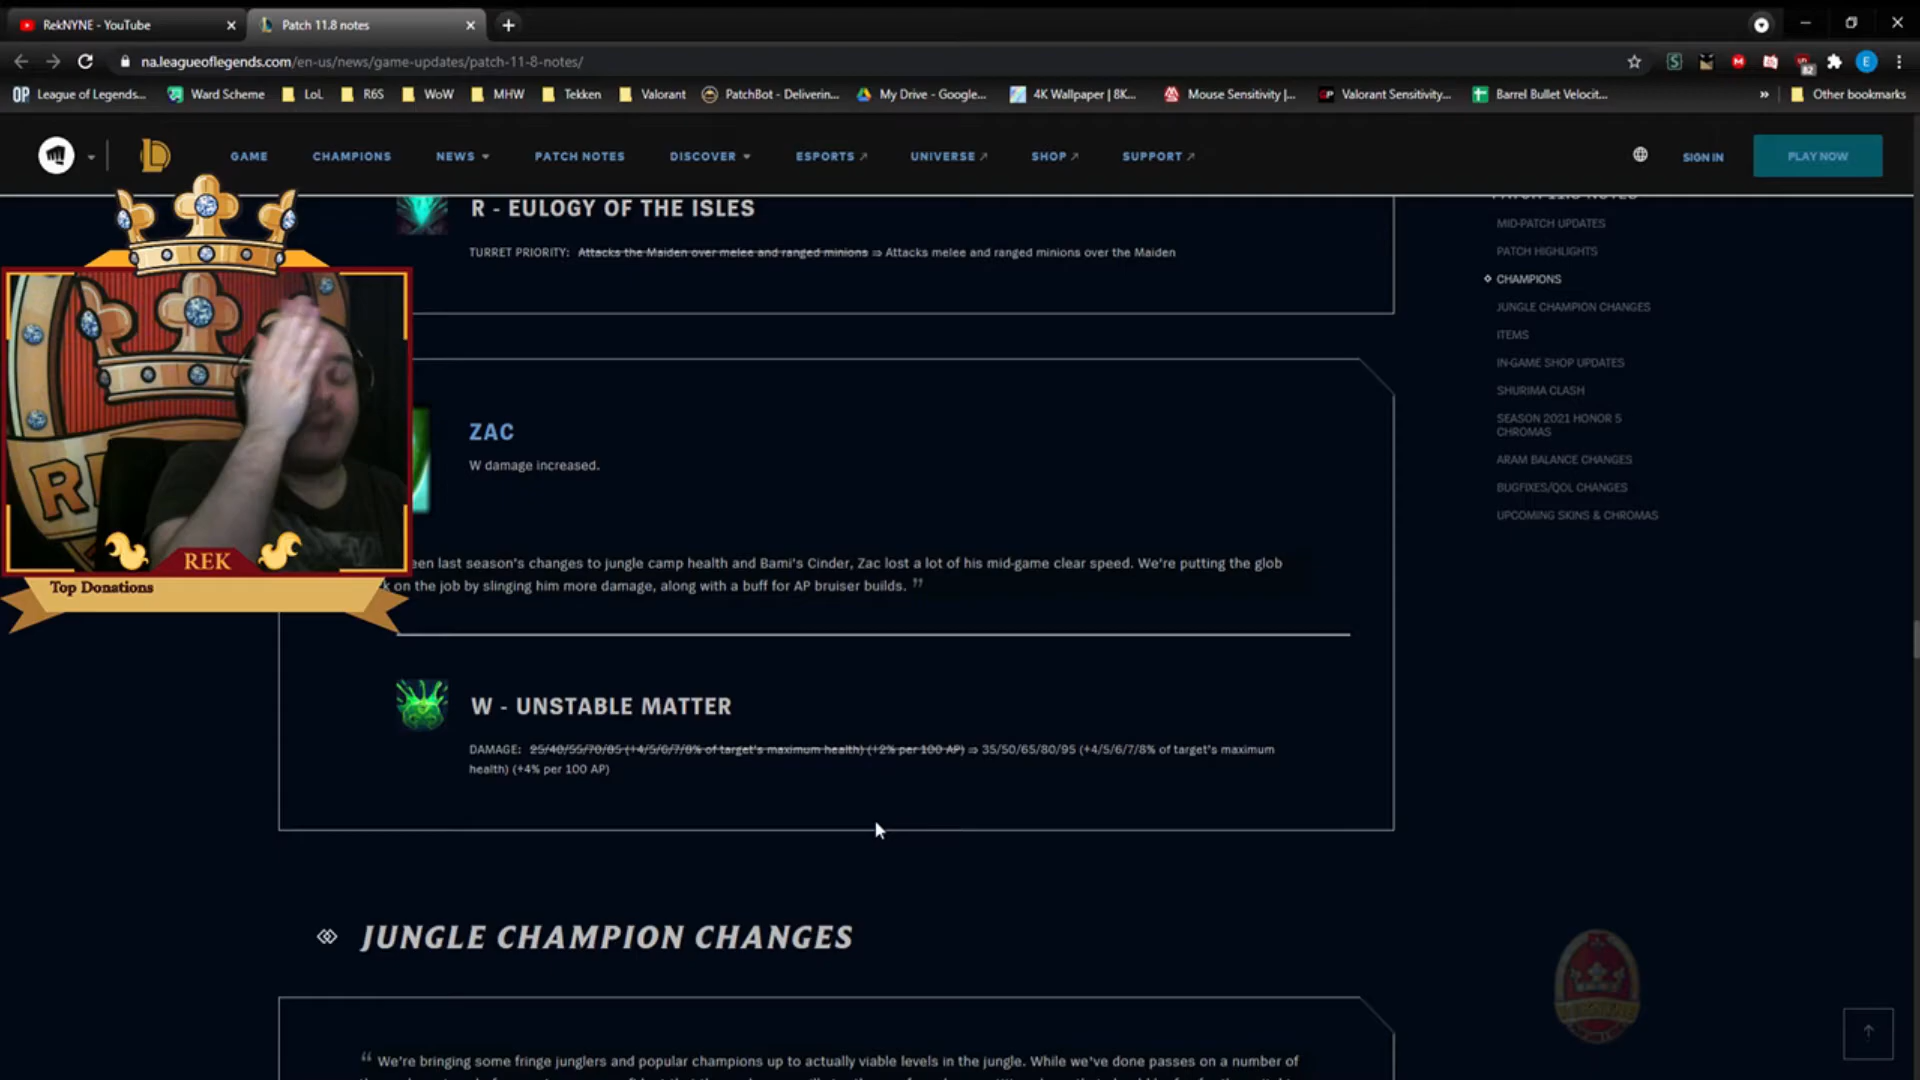 RekNYNE - YouTube
Patch 11.8 notes
na.leagueoflegends.com/en-us/news/game-updates/patch-11-8-notes/
League of Legends...
Ward Scheme
LoL
R6S
WoW
MHW
Tekken
Valorant
PatchBot - Deliverin...
My Drive - Google...
4K Wallpaper | 8K...
Mouse Sensitivity |...
Valorant Sensitivity...
Barrel Bullet Velocit...
»
Other bookmarks
GAME
CHAMPIONS
NEWS
PATCH NOTES
DISCOVER
ESPORTS
UNIVERSE
SHOP
SUPPORT
SIGN IN
PLAY NOW
R - EULOGY OF THE ISLES
TURRET PRIORITY: Attacks the Maiden over melee and ranged minions ⇒ Attacks melee and ranged minions over the Maiden
MID-PATCH UPDATES
PATCH HIGHLIGHTS
CHAMPIONS
JUNGLE CHAMPION CHANGES
ITEMS
IN-GAME SHOP UPDATES
SHURIMA CLASH
SEASON 2021 HONOR 5
CHROMAS
ARAM BALANCE CHANGES
BUGFIXES/QOL CHANGES
UPCOMING SKINS & CHROMAS
REK
Top Donations
ZAC
W damage increased.
een last season's changes to jungle camp health and Bami's Cinder, Zac lost a lot of his mid-game clear speed. We're putting the glob
k on the job by slinging him more damage, along with a buff for AP bruiser builds. ”
W - UNSTABLE MATTER
DAMAGE: 25/40/55/70/85 (+4/5/6/7/8% of target's maximum health) (+2% per 100 AP) ⇒ 35/50/65/80/95 (+4/5/6/7/8% of target's maximum
health) (+4% per 100 AP)
JUNGLE CHAMPION CHANGES
“ We're bringing some fringe junglers and popular champions up to actually viable levels in the jungle. While we've done passes on a number of